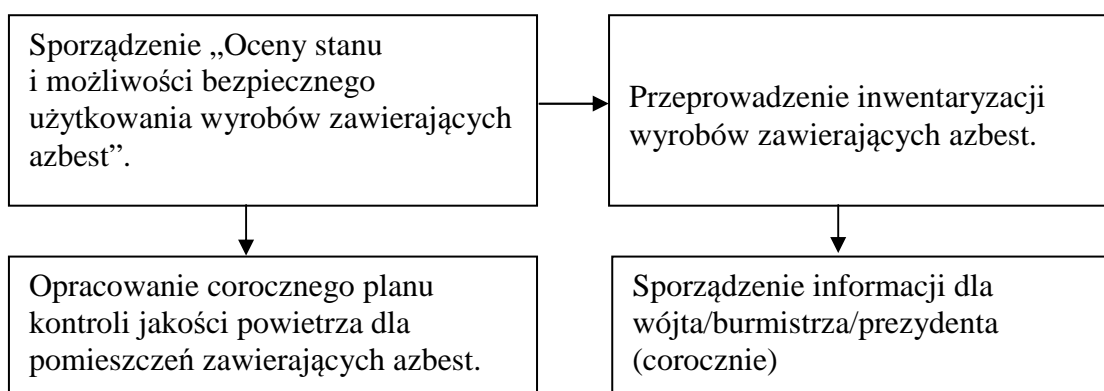 Sporządzenie „Oceny stanu
i możliwości bezpiecznego
użytkowania wyrobów zawierających
azbest”.
Przeprowadzenie inwentaryzacji
wyrobów zawierających azbest.
Opracowanie corocznego planu
kontroli jakości powietrza dla
pomieszczeń zawierających azbest.
Sporządzenie informacji dla
wójta/burmistrza/prezydenta
(corocznie)